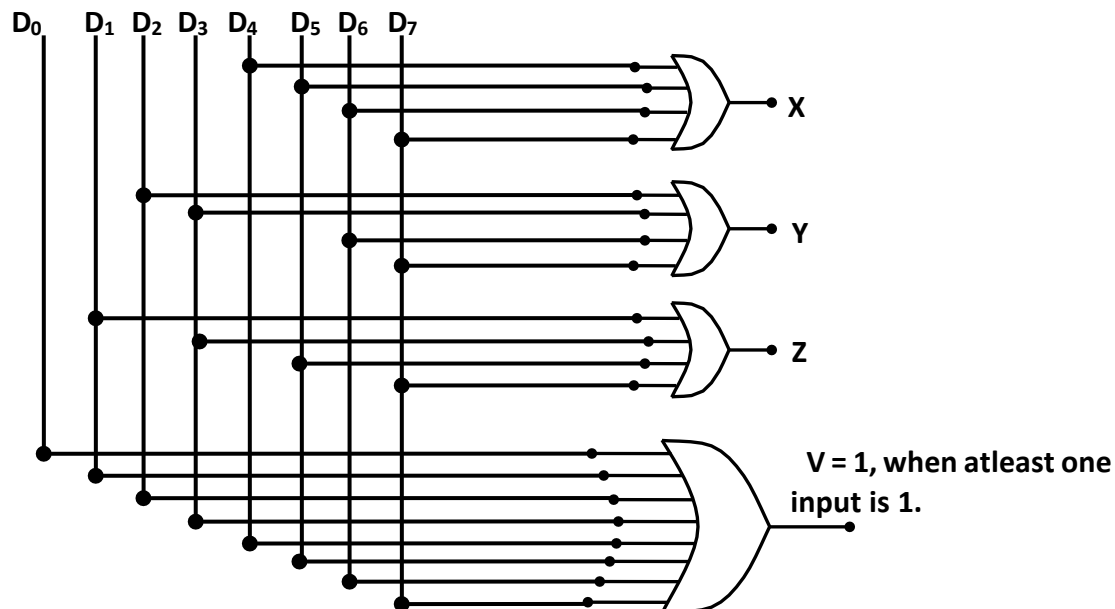 D₀ D₁ D₂ D₃ D₄ D₅ D₆ D₇
X
Y
Z
V = 1, when atleast one
input is 1.